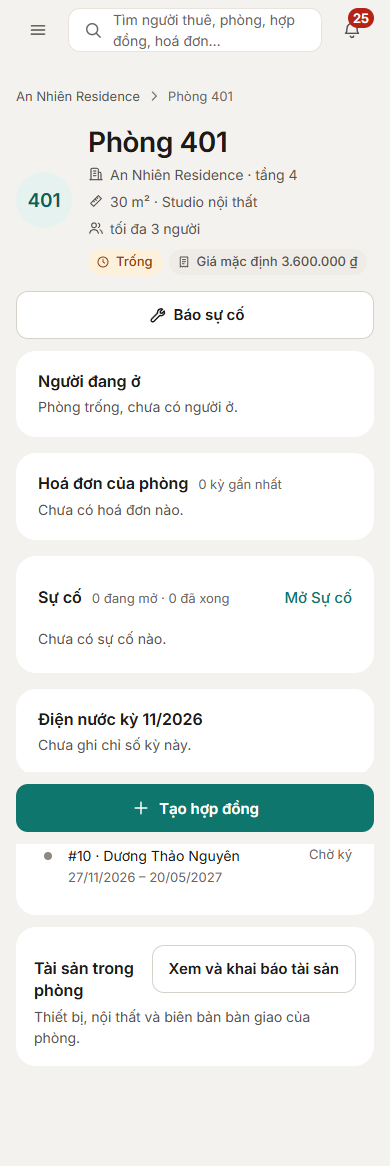 Tìm người thuê, phòng, hợp
đồng, hoá đơn...
25
An Nhiên Residence > Phòng 401
401
Phòng 401
An Nhiên Residence · tầng 4
30 m² · Studio nội thất
tối đa 3 người
Trống
Giá mặc định 3.600.000 ₫
Báo sự cố
Người đang ở
Phòng trống, chưa có người ở.
Hoá đơn của phòng 0 kỳ gần nhất
Chưa có hoá đơn nào.
Sự cố 0 đang mở · 0 đã xong Mở Sự cố
Chưa có sự cố nào.
Điện nước kỳ 11/2026
Chưa ghi chỉ số kỳ này.
Tạo hợp đồng
#10 · Dương Thảo Nguyên Chờ ký
27/11/2026 – 20/05/2027
Tài sản trong
phòng
Xem và khai báo tài sản
Thiết bị, nội thất và biên bản bàn giao của
phòng.